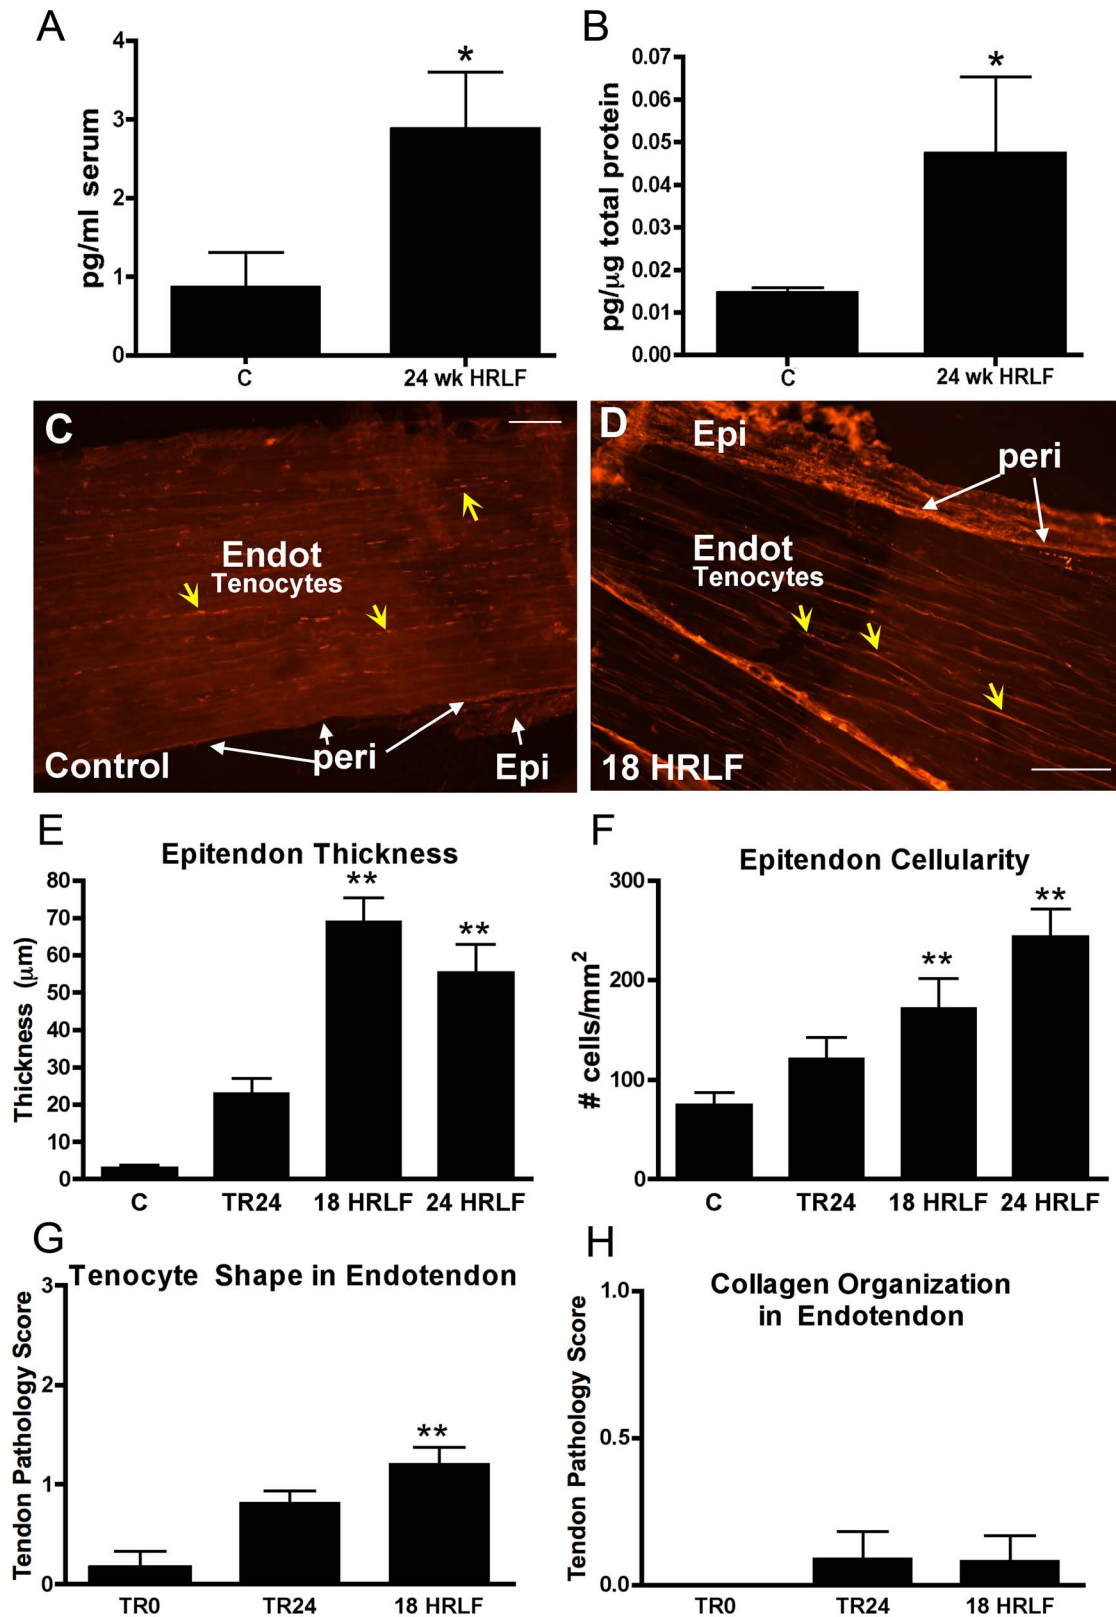 A
4
3
2
1
0
pg/ml serum
*
C
24 wk HRLF
B
0.07
0.06
0.05
0.04
0.03
0.02
0.01
0.00
pg/μg total protein
*
C
24 wk HRLF
C
Endot
Tenocytes
peri
Epi
Control
D
Epi
peri
Endot
Tenocytes
18 HRLF
E
Epitendon Thickness
80
70
60
50
40
30
20
10
0
Thickness (μm)
**
**
C
TR24
18 HRLF
24 HRLF
F
Epitendon Cellularity
300
200
100
0
# cells/mm²
**
**
C
TR24
18 HRLF
24 HRLF
G
Tenocyte Shape in Endotendon
3
2
1
0
Tendon Pathology Score
**
TR0
TR24
18 HRLF
H
Collagen Organization
in Endotendon
1.0
0.5
0.0
Tendon Pathology Score
TR0
TR24
18 HRLF